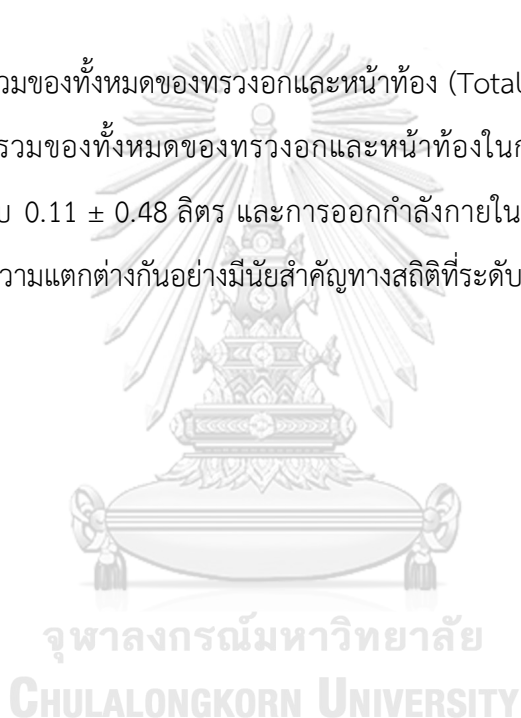 วมของทั้งหมดของทรวงอกและหน้าท้อง (Total
รวมของทั้งหมดของทรวงอกและหน้าท้องใน
0.11 ± 0.48 ลิตร และการออกกำลังกายใน
ความแตกต่างกันอย่างมีนัยสำคัญทางสถิติที่ระดับ
จุฬาลงกรณ์มหาวิทยาลัย
CHULALONGKORN UNIVERSITY